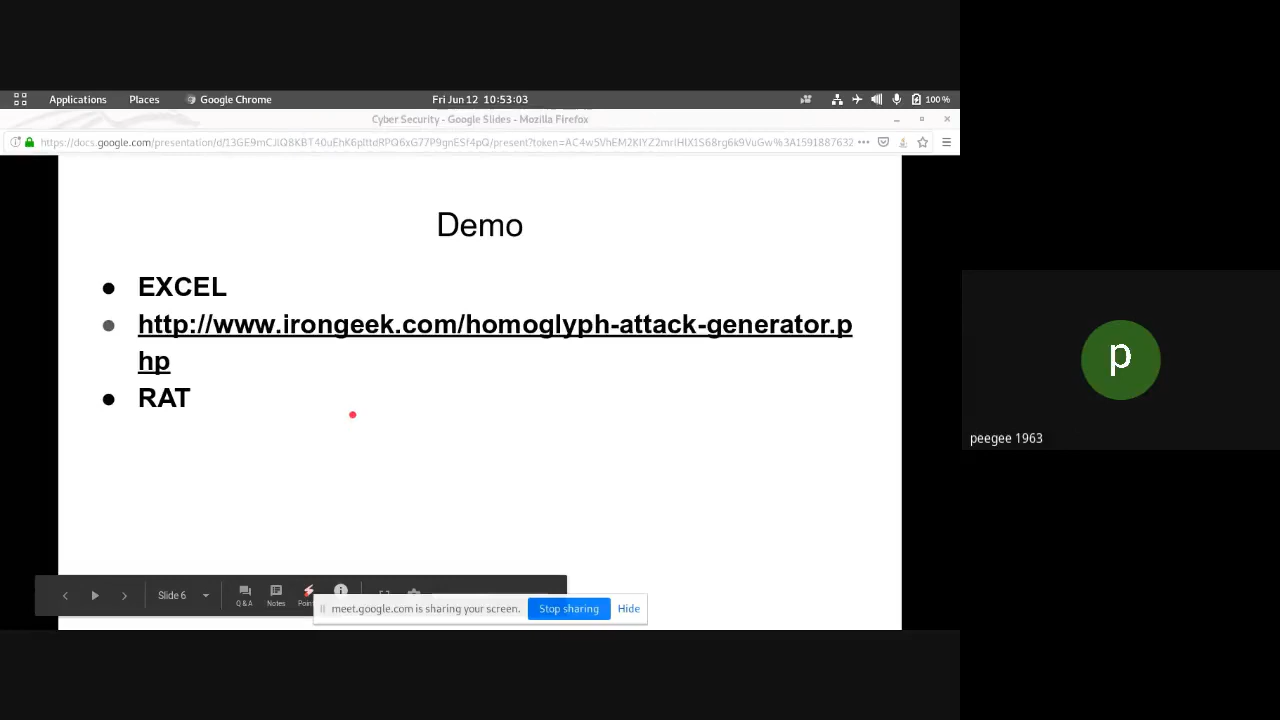 Applications Places Google Chrome Fri Jun 12 10:53:03 100 %
Cyber Security - Google Slides - Mozilla Firefox
Demo
● EXCEL
● http://www.irongeek.com/homoglyph-attack-generator.p
hp
● RAT
p
peegee 1963
Slide 6
Q & A Notes
meet.google.com is sharing your screen. Stop sharing Hide